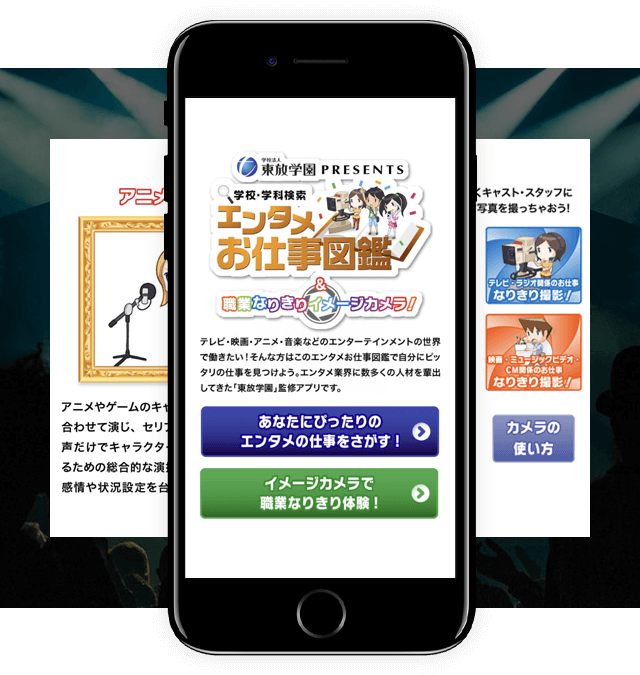 学校法人
東放学園 PRESENTS
学校・学科検索
エンタメ
お仕事図鑑
&
職業なりきりイメージカメラ!
テレビ・映画・アニメ・音楽などのエンターテインメントの世界
で働きたい!そんな方はこのエンタメお仕事図鑑で自分にピッ
タリの仕事を見つけよう。エンタメ業界に数多くの人材を輩出
してきた「東放学園」監修アプリです。
あなたにぴったりの
エンタメの仕事をさがす!
イメージカメラで
職業なりきり体験!
アニメ
アニメやゲームのキャ
合わせて演じ、セリフ
声だけでキャラクター
るための総合的な演
感情や状況設定を台
くキャスト・スタッフに
写真を撮っちゃおう!
テレビ・ラジオ関係のお仕事
なりきり撮影!
映画・ミュージックビデオ・
CM関係のお仕事
なりきり撮影!
カメラの
使い方